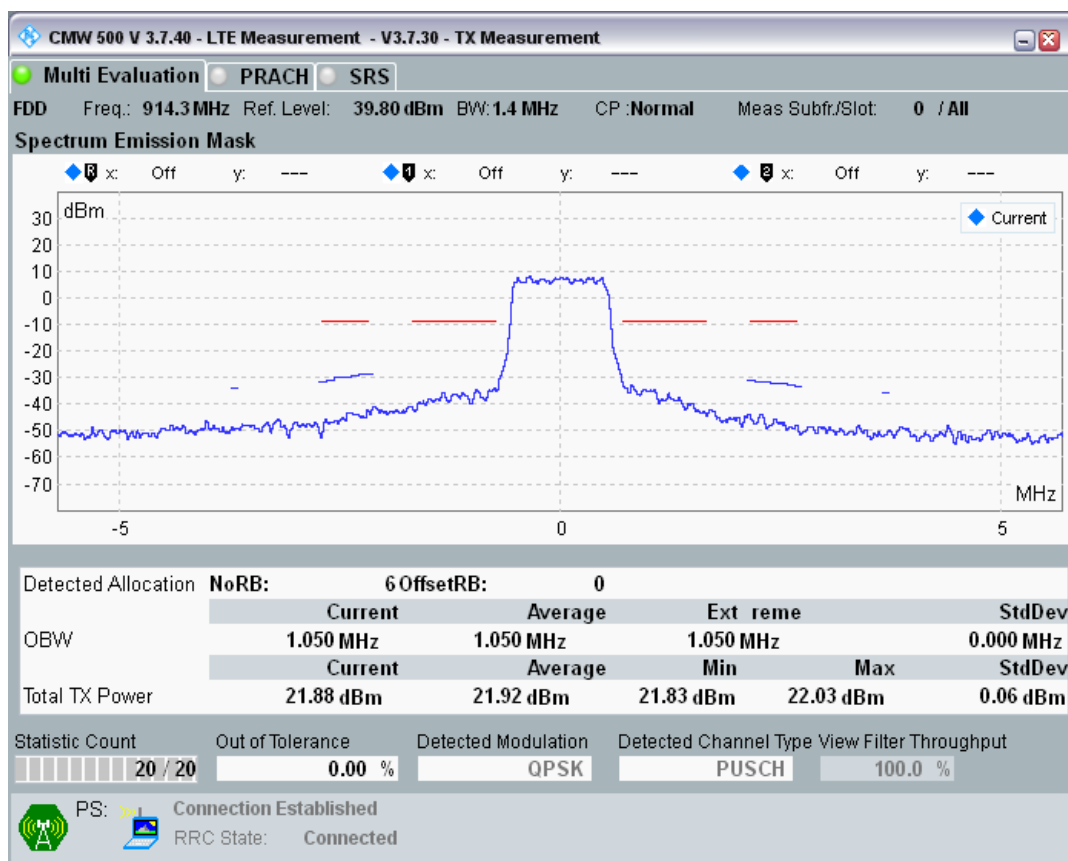 CMW 500 V 3.7.40 - LTE Measurement - V3.7.30 - TX Measurement
Multi Evaluation PRACH SRS
FDD Freq.: 914.3 MHz Ref. Level: 39.80 dBm BW: 1.4 MHz CP :Normal Meas Subfr./Slot: 0 / All
Spectrum Emission Mask
R x: Off y: --- 1 x: Off y: --- 2 x: Off y: ---
dBm
Current
30
20
10
0
-10
-20
-30
-40
-50
-60
-70
MHz
-5 0 5
Detected Allocation NoRB: 6 OffsetRB: 0
Current Average Ext reme StdDev
OBW 1.050 MHz 1.050 MHz 1.050 MHz 0.000 MHz
Current Average Min Max StdDev
Total TX Power 21.88 dBm 21.92 dBm 21.83 dBm 22.03 dBm 0.06 dBm
Statistic Count Out of Tolerance Detected Modulation Detected Channel Type View Filter Throughput
20 / 20 0.00 % QPSK PUSCH 100.0 %
PS: Connection Established
RRC State: Connected